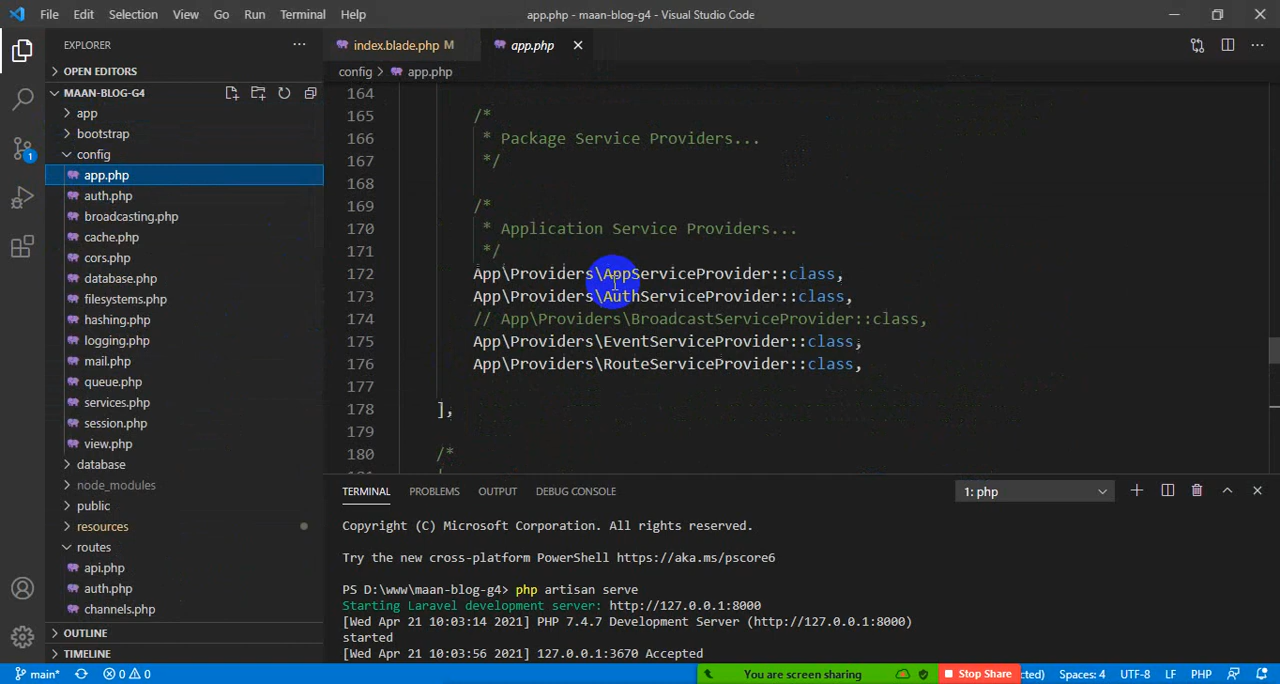 File Edit Selection View Go Run Terminal Help
app.php - maan-blog-g4 - Visual Studio Code
EXPLORER
OPEN EDITORS
MAAN-BLOG-G4
app
bootstrap
config
app.php
auth.php
broadcasting.php
cache.php
cors.php
database.php
filesystems.php
hashing.php
logging.php
mail.php
queue.php
services.php
session.php
view.php
database
node_modules
public
resources
routes
api.php
auth.php
channels.php
OUTLINE
TIMELINE
1
index.blade.php M
app.php
config > app.php
164
165 /*
166 * Package Service Providers...
167 */
168
169 /*
170 * Application Service Providers...
171 */
172 App\Providers\AppServiceProvider::class,
173 App\Providers\AuthServiceProvider::class,
174 // App\Providers\BroadcastServiceProvider::class,
175 App\Providers\EventServiceProvider::class,
176 App\Providers\RouteServiceProvider::class,
177
178 ],
179
180 /*
TERMINAL PROBLEMS OUTPUT DEBUG CONSOLE
1: php
Copyright (C) Microsoft Corporation. All rights reserved.
Try the new cross-platform PowerShell https://aka.ms/pscore6
PS D:\www\maan-blog-g4> php artisan serve
Starting Laravel development server: http://127.0.0.1:8000
[Wed Apr 21 10:03:14 2021] PHP 7.4.7 Development Server (http://127.0.0.1:8000)
started
[Wed Apr 21 10:03:56 2021] 127.0.0.1:3670 Accepted
main* 0 0
You are screen sharing
Stop Share
cted) Spaces: 4 UTF-8 LF PHP